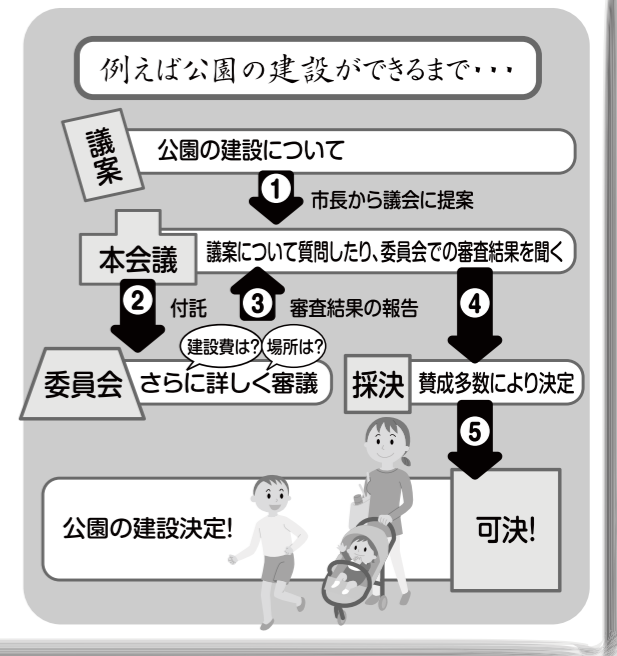 例えば公園の建設ができるまで・・・
議案
公園の建設について
① 市長から議会に提案
本会議
議案について質問したり、委員会での審査結果を聞く
② 付託
③ 審査結果の報告
④
建設費は?
場所は?
委員会
さらに詳しく審議
採決
賛成多数により決定
⑤
公園の建設決定!
可決!